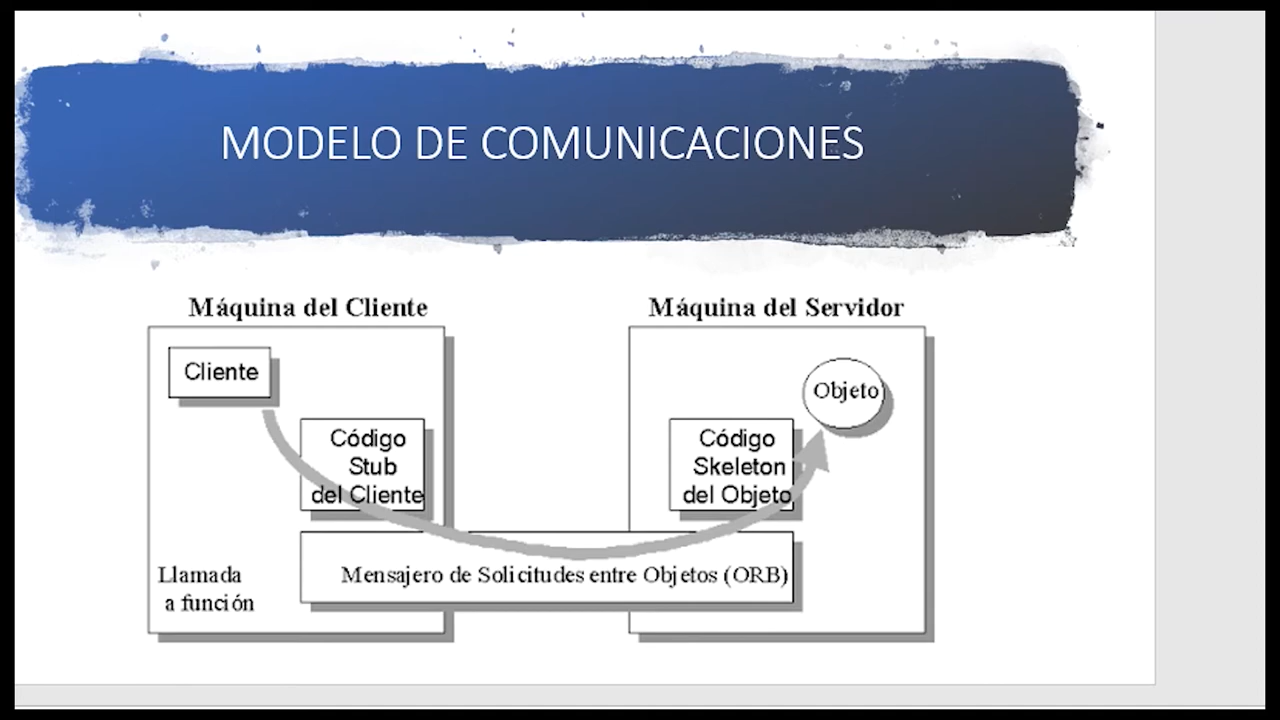 MODELO DE COMUNICACIONES
Máquina del Cliente
Cliente
Código
Stub
del Cliente
Llamada
a función
Máquina del Servidor
Objeto
Código
Skeleton
del Objeto
Mensajero de Solicitudes entre Objetos (ORB)